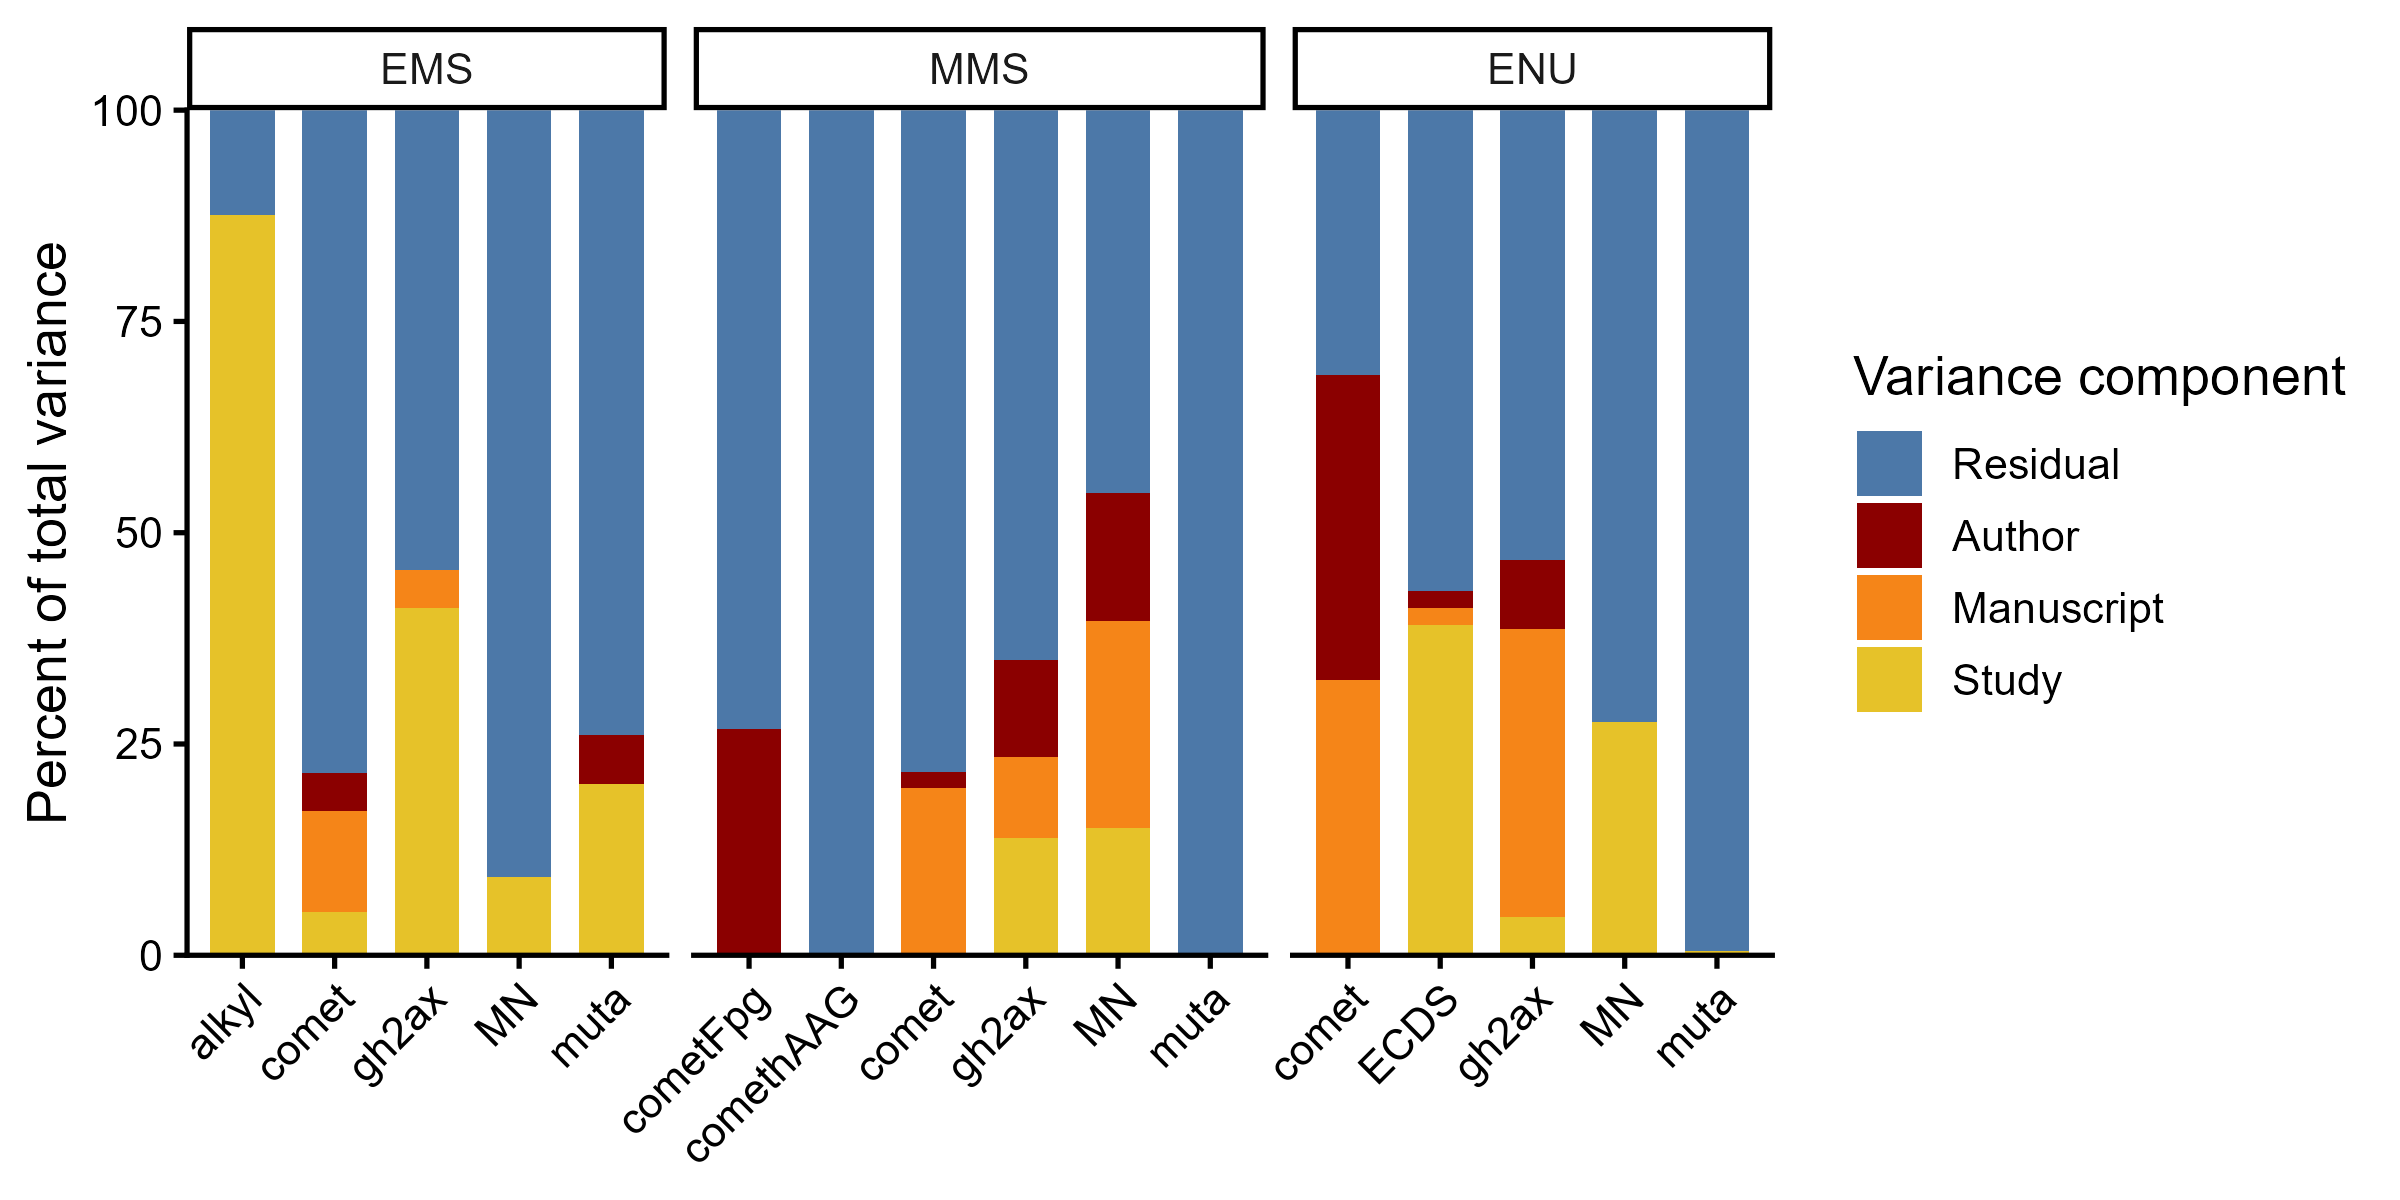 EMS
MMS
ENU
Percent of total variance
100
75
50
25
0
alkyl
comet
gh2ax
MN
muta
cometFpg
comethAAG
comet
gh2ax
MN
muta
comet
ECDS
gh2ax
MN
muta
Variance component
Residual
Author
Manuscript
Study